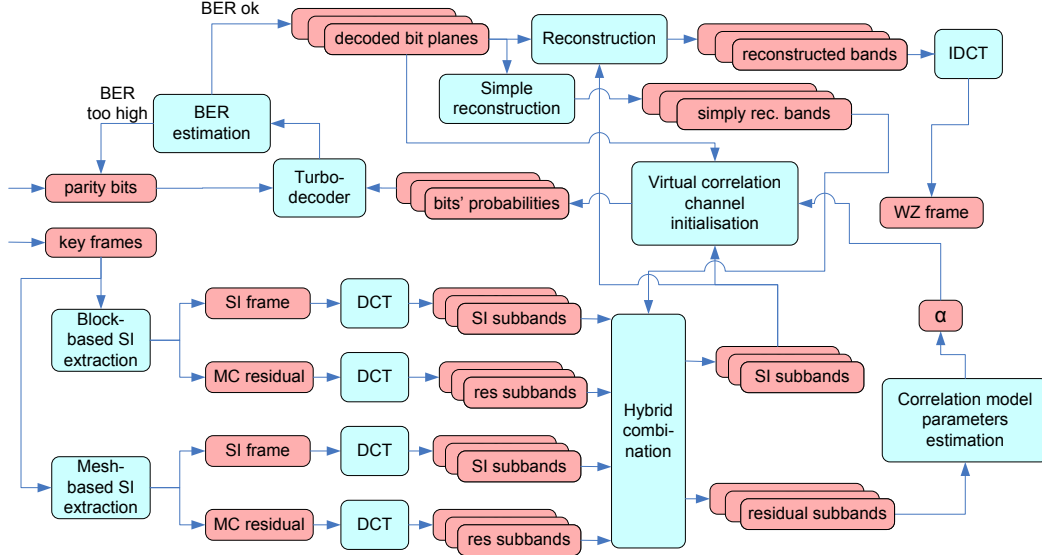 BER ok
decoded bit planes
Reconstruction
reconstructed bands
IDCT
Simple
reconstruction
simply rec. bands
BER
too high
BER
estimation
parity bits
Turbo-
decoder
bits' probabilities
Virtual correlation
channel
initialisation
WZ frame
key frames
Block-
based SI
extraction
SI frame
DCT
SI subbands
MC residual
DCT
res subbands
Hybrid
combi-
nation
SI subbands
α
Correlation model
parameters
estimation
Mesh-
based SI
extraction
SI frame
DCT
SI subbands
MC residual
DCT
res subbands
residual subbands